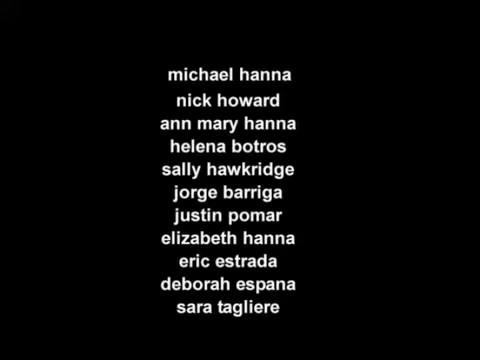 michael hanna
nick howard
ann mary hanna
helena botros
sally hawkridge
jorge barriga
justin pomar
elizabeth hanna
eric estrada
deborah espana
sara tagliere